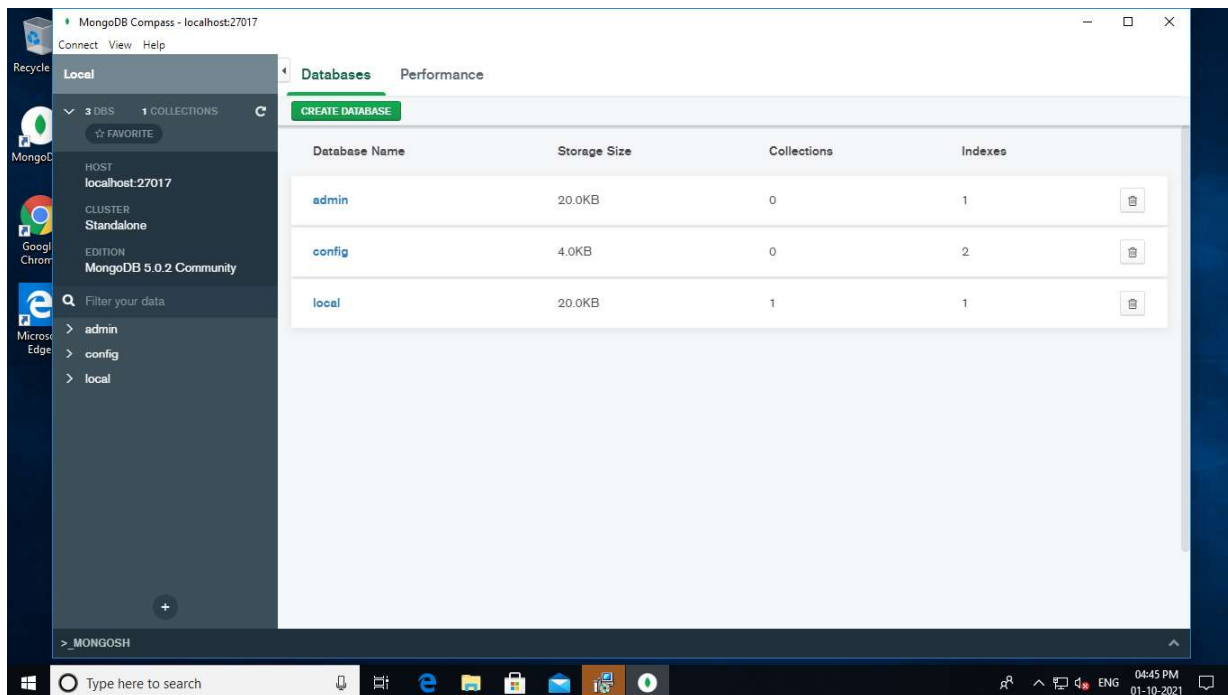 MongoDB Compass - localhost:27017
Connect View Help
Recycle
Local
Databases Performance
3 DBS 1 COLLECTIONS
CREATE DATABASE
FAVORITE
MongoD
Database Name Storage Size Collections Indexes
HOST
localhost:27017
admin 20.0KB 0 1
CLUSTER
Standalone
Googl
Chrom
EDITION
MongoDB 5.0.2 Community
config 4.0KB 0 2
Filter your data
local 20.0KB 1 1
Microso
Edge
admin
config
local
+
>_MONGOSH
Type here to search
ENG
04:45 PM
01-10-2021